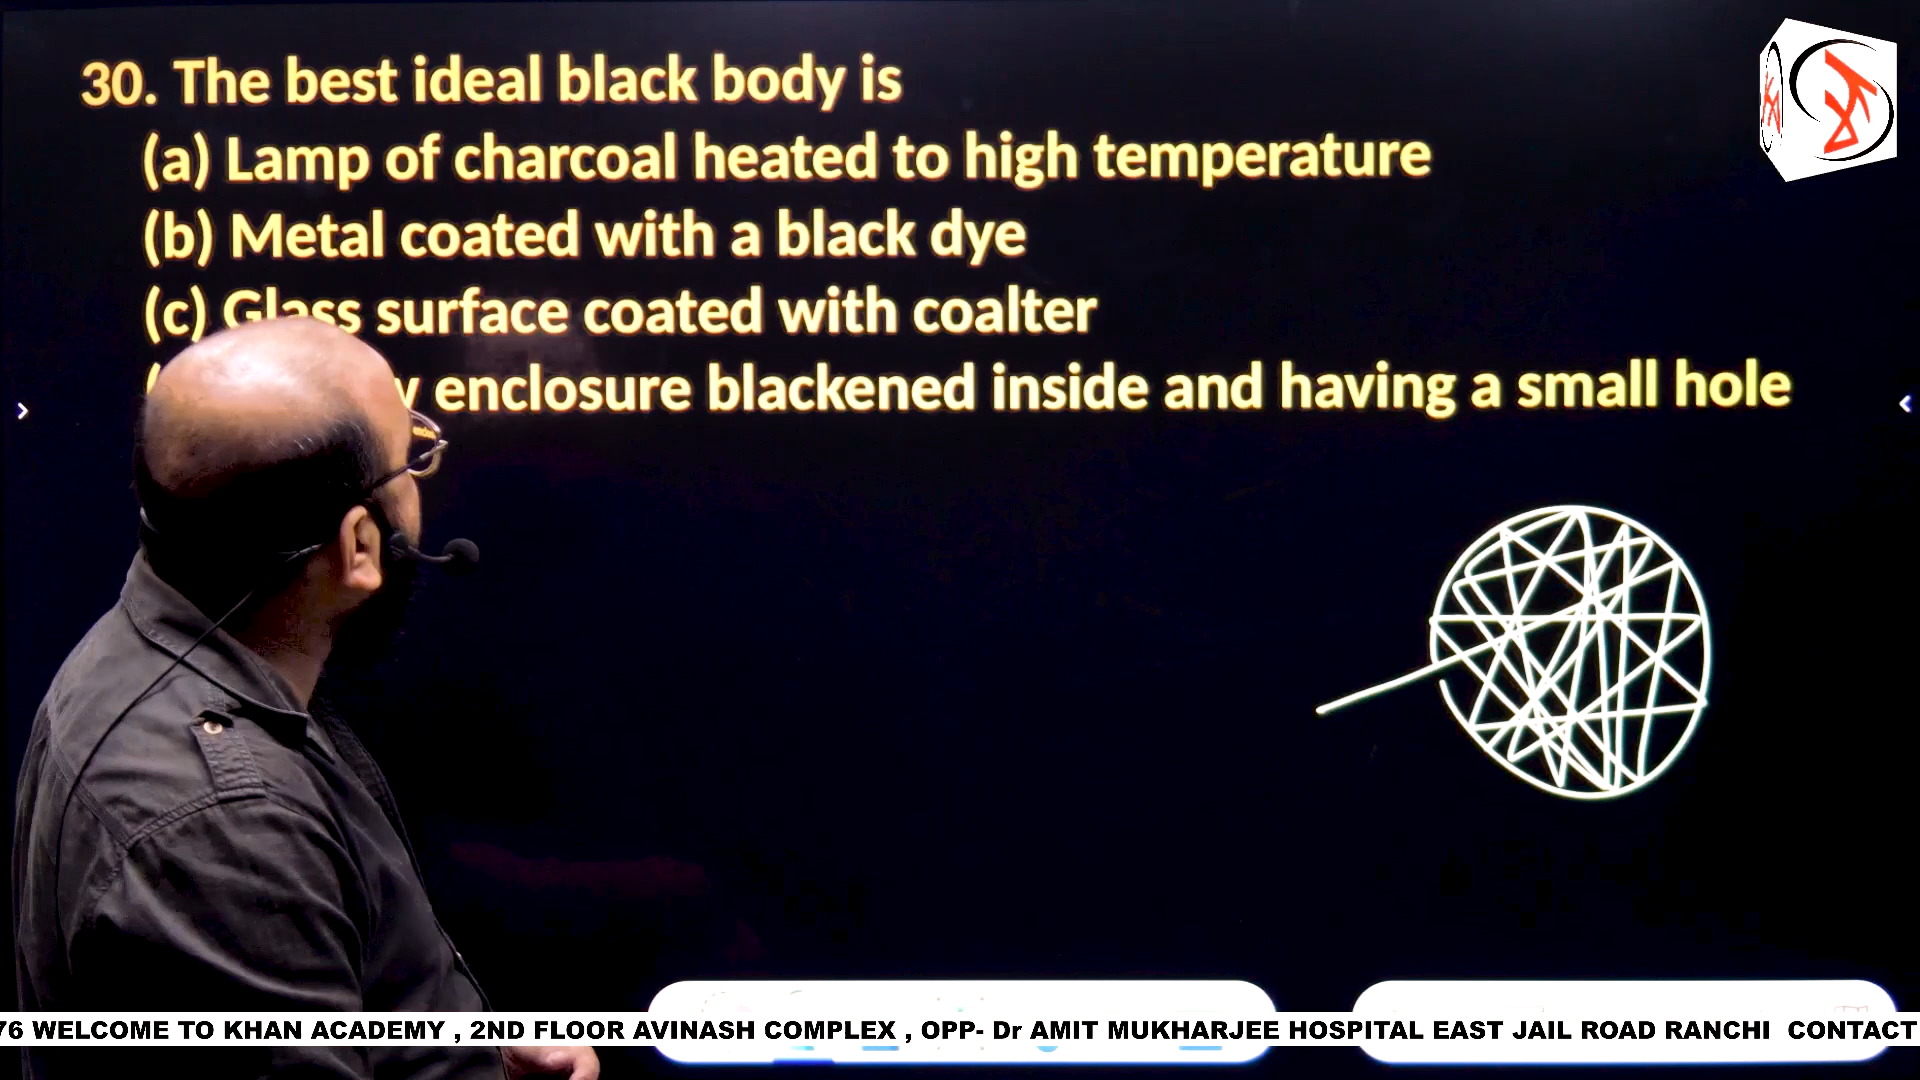 30. The best ideal black body is
(a) Lamp of charcoal heated to high temperature
(b) Metal coated with a black dye
(c) Glass surface coated with coalter
enclosure blackened inside and having a small hole
76 WELCOME TO KHAN ACADEMY , 2ND FLOOR AVINASH COMPLEX , OPP- Dr AMIT MUKHARJEE HOSPITAL EAST JAIL ROAD RANCHI CONTACT